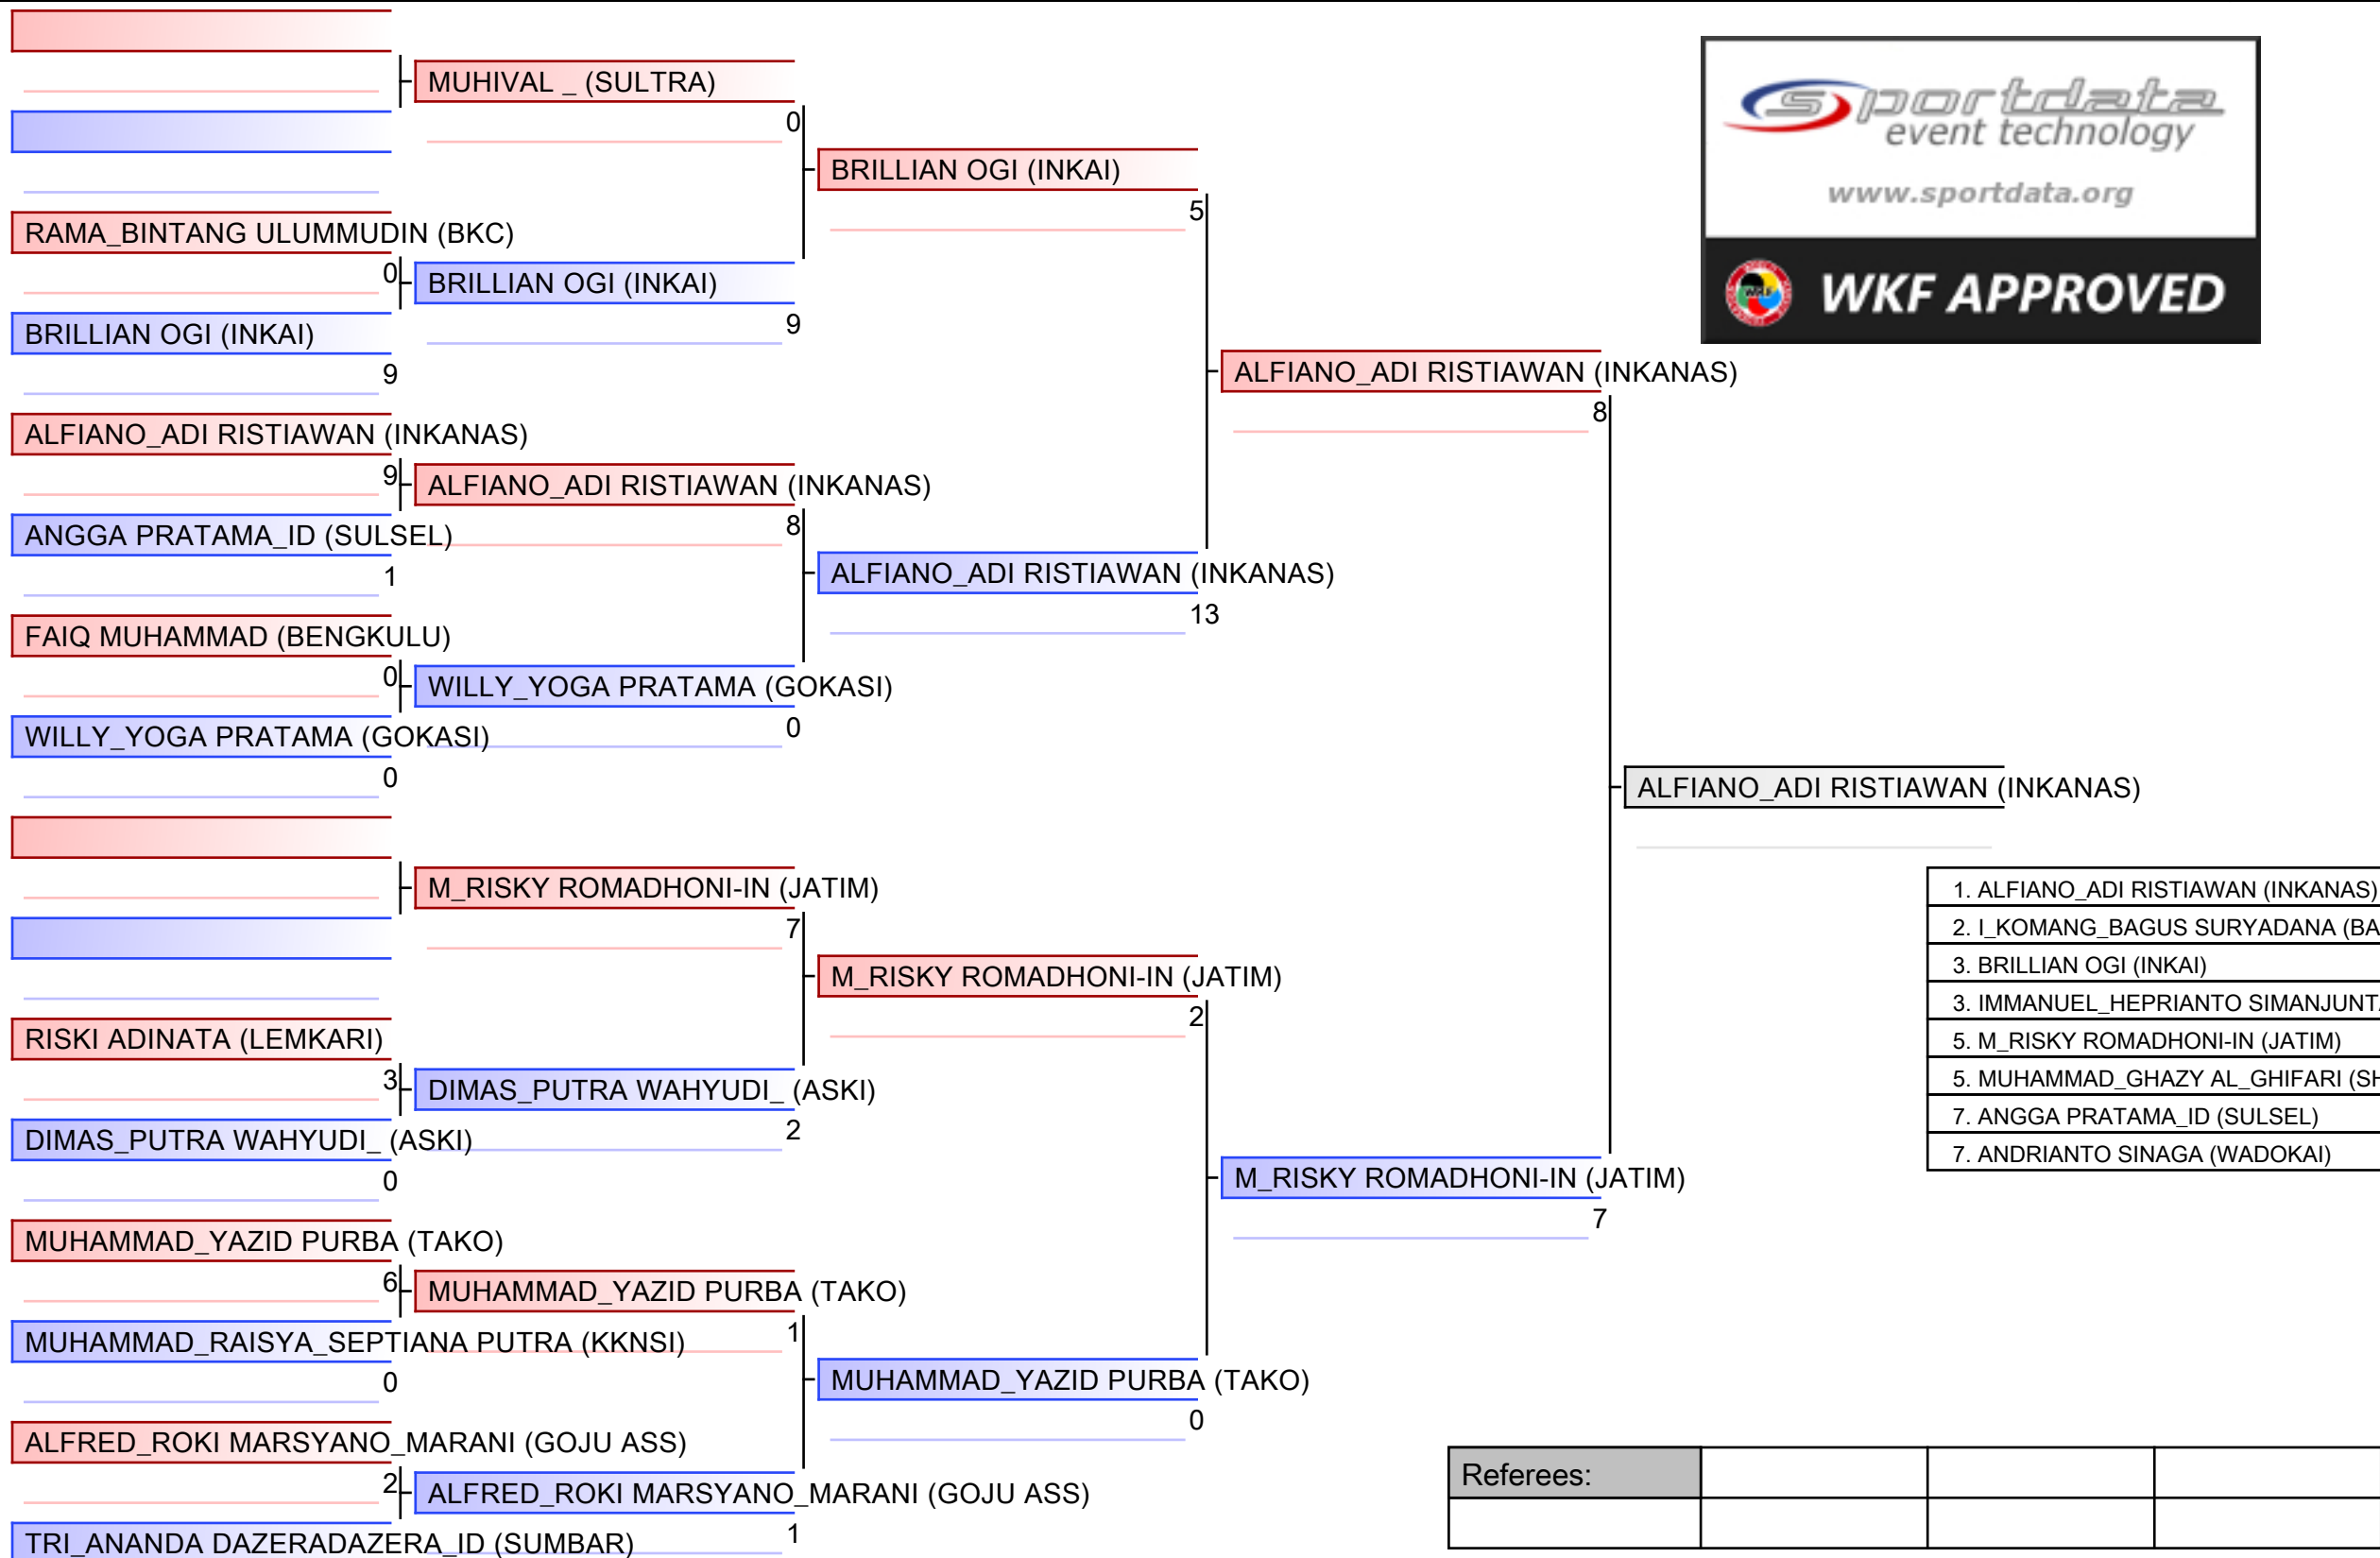 MUHIVAL _ (SULTRA)
0
RAMA_BINTANG ULUMMUDIN (BKC)
0
BRILLIAN OGI (INKAI)
9
BRILLIAN OGI (INKAI)
9
BRILLIAN OGI (INKAI)
5
ALFIANO_ADI RISTIAWAN (INKANAS)
9
ANGGA PRATAMA_ID (SULSEL)
1
ALFIANO_ADI RISTIAWAN (INKANAS)
8
FAIQ MUHAMMAD (BENGKULU)
0
WILLY_YOGA PRATAMA (GOKASI)
0
WILLY_YOGA PRATAMA (GOKASI)
0
ALFIANO_ADI RISTIAWAN (INKANAS)
13
ALFIANO_ADI RISTIAWAN (INKANAS)
8
M_RISKY ROMADHONI-IN (JATIM)
7
RISKI ADINATA (LEMKARI)
3
DIMAS_PUTRA WAHYUDI_ (ASKI)
0
DIMAS_PUTRA WAHYUDI_ (ASKI)
2
M_RISKY ROMADHONI-IN (JATIM)
2
MUHAMMAD_YAZID PURBA (TAKO)
6
MUHAMMAD_RAISYA_SEPTIANA PUTRA (KKNSI)
0
MUHAMMAD_YAZID PURBA (TAKO)
1
ALFRED_ROKI MARSYANO_MARANI (GOJU ASS)
2
TRI_ANANDA DAZERADAZERA_ID (SUMBAR)
ALFRED_ROKI MARSYANO_MARANI (GOJU ASS)
1
MUHAMMAD_YAZID PURBA (TAKO)
0
M_RISKY ROMADHONI-IN (JATIM)
7
ALFIANO_ADI RISTIAWAN (INKANAS)
sportdata
event technology
www.sportdata.org
WKF
WKF APPROVED
1. ALFIANO_ADI RISTIAWAN (INKANAS)
2. I_KOMANG_BAGUS SURYADANA (BA
3. BRILLIAN OGI (INKAI)
3. IMMANUEL_HEPRIANTO SIMANJUNT
5. M_RISKY ROMADHONI-IN (JATIM)
5. MUHAMMAD_GHAZY AL_GHIFARI (SH
7. ANGGA PRATAMA_ID (SULSEL)
7. ANDRIANTO SINAGA (WADOKAI)
Referees: